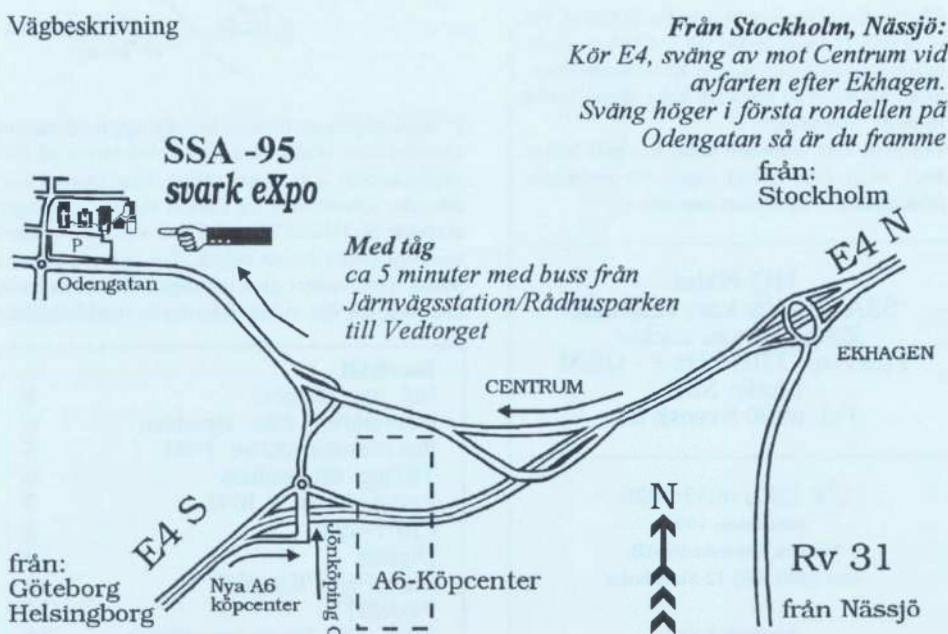 Vägbeskrivning
Från Stockholm, Nässjö:
Kör E4, sväng av mot Centrum vid
avfarten efter Ekhagen.
Sväng höger i första rondellen på
Odengatan så är du framme
från:
Stockholm
SSA -95
svark eXpo
P
Odengatan
Med tåg
ca 5 minuter med buss från
Järnvägsstation/Rådhusparken
till Vedtorget
E4 N
EKHAGEN
CENTRUM
N
E4 S
från:
Göteborg
Helsingborg
Nya A6
köpcenter
Jönköping
A6-Köpcenter
Rv 31
från Nässjö